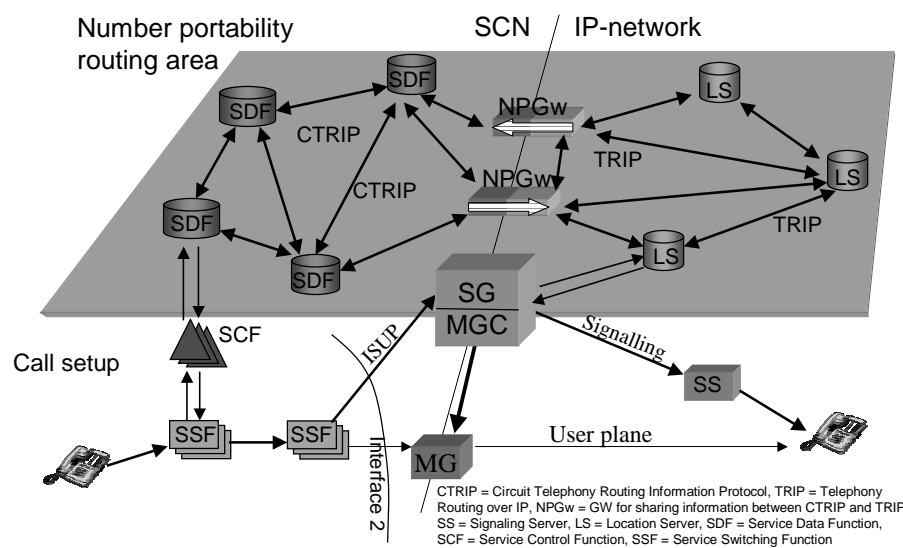 Number portability
routing area
SCN
IP-network
SDF
SDF
NPGw
LS
CTRIP
TRIP
CTRIP
NPGw
LS
SDF
TRIP
SDF
LS
SG
MGC
SCF
ISUP
Signalling
Call setup
SS
SSF
SSF
Interface 2
User plane
MG
CTRIP = Circuit Telephony Routing Information Protocol, TRIP = Telephony
Routing over IP, NPGw = GW for sharing information between CTRIP and TRIP
SS = Signaling Server, LS = Location Server, SDF = Service Data Function,
SCF = Service Control Function, SSF = Service Switching Function